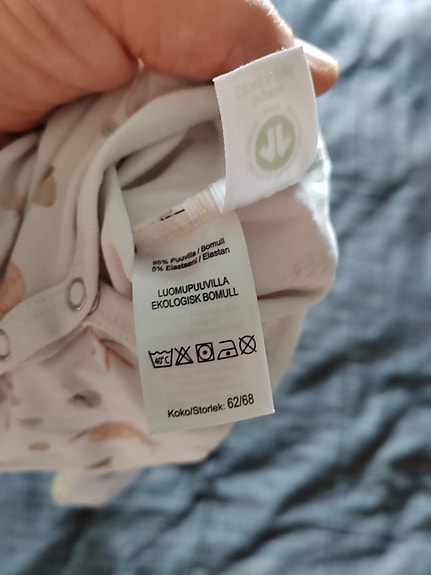 95% Puuvilla / Bomull
5% Elastaani / Elastan
LUOMUPUUVILLA
EKOLOGISK BOMULL
40°C
Koko/Storlek: 62/68